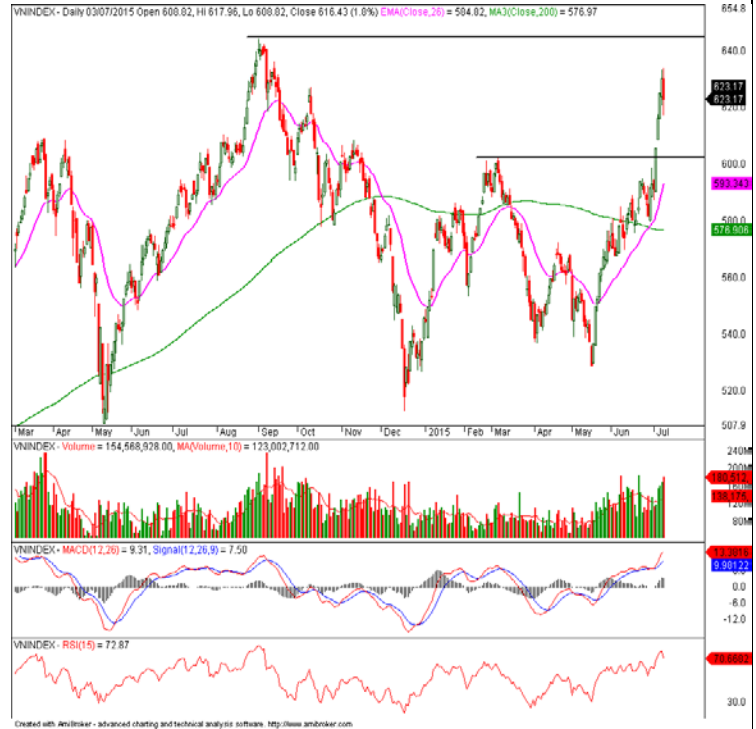 VNINDEX - Daily 03/07/2015 Open 608.82, Hi 617.96, Lo 608.82, Close 616.43 (1.8%) EMA(Close,26) = 584.82, MA3(Close,200) = 576.97
654.8
640.0
623.17
623.17
620.0
600.0
593.343
580.0
576.906
560.0
540.0
520.0
507.9
Mar Apr May Jun Jul Aug Sep Oct Nov Dec 2015 Feb Mar Apr May Jun Jul
VNINDEX - Volume = 154,568,928.00, MA(Volume,10) = 123,002,712.00
240M
200M
180,512
160M
138,176
120M
80M
VNINDEX - MACD(12,26) = 9.31, Signal(12,26,9) = 7.50
13.3016
9.90122
0.0
-6.0
-12.0
VNINDEX - RSI(15) = 72.87
30.0
Created with AmiBroker - advanced charting and technical analysis software. http://www.amibroker.com